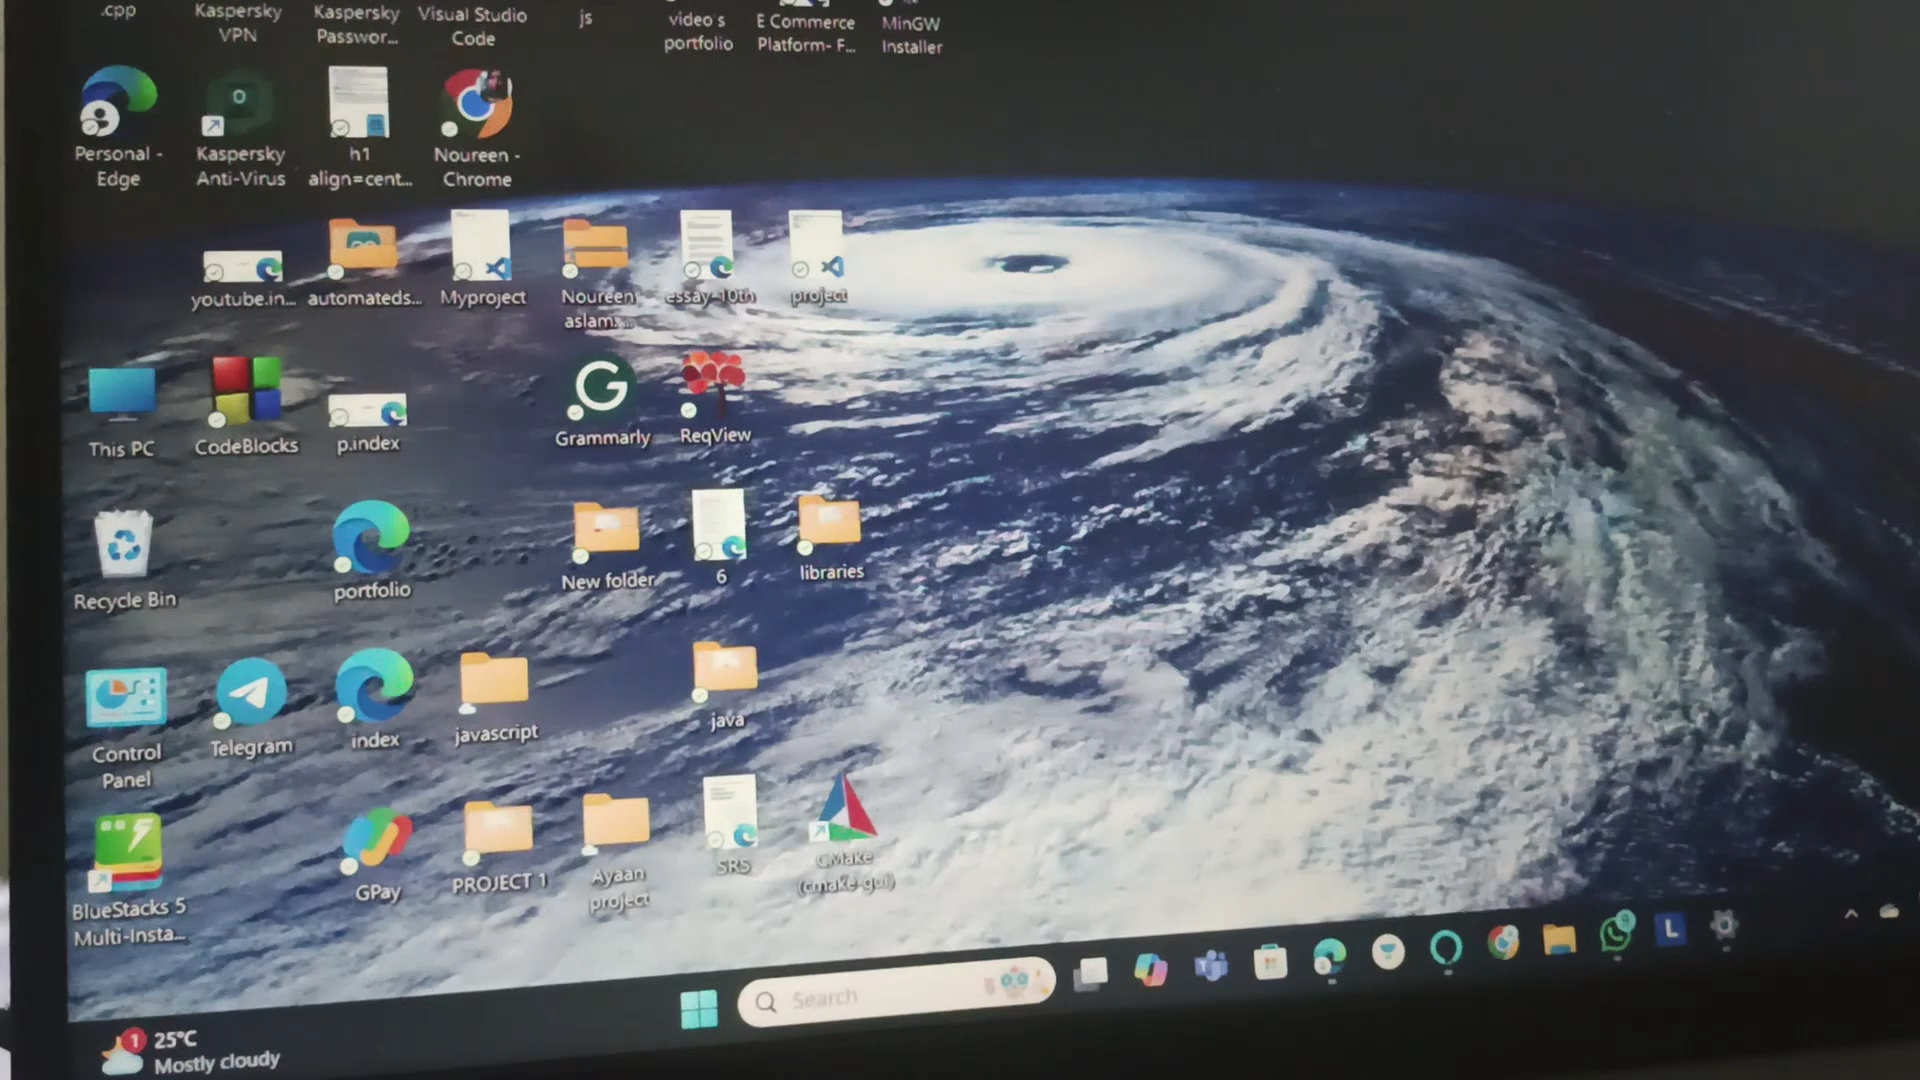 .cpp
Kaspersky
VPN
Kaspersky
Passwor...
Visual Studio
Code
js
video's
portfolio
E Commerce
Platform- F...
MinGW
Installer
Personal -
Edge
Kaspersky
Anti-Virus
h1
align=cent...
Noureen -
Chrome
youtube.in...
automateds...
Myproject
Noureen
aslam....
essay-10th
project
This PC
CodeBlocks
p.index
Grammarly
ReqView
Recycle Bin
portfolio
New folder
6
libraries
Control
Panel
Telegram
index
javascript
java
BlueStacks 5
Multi-Insta...
GPay
PROJECT 1
Ayaan
project
SRS
CMake
(cmake-gui)
Search
L
1
25°C
Mostly cloudy